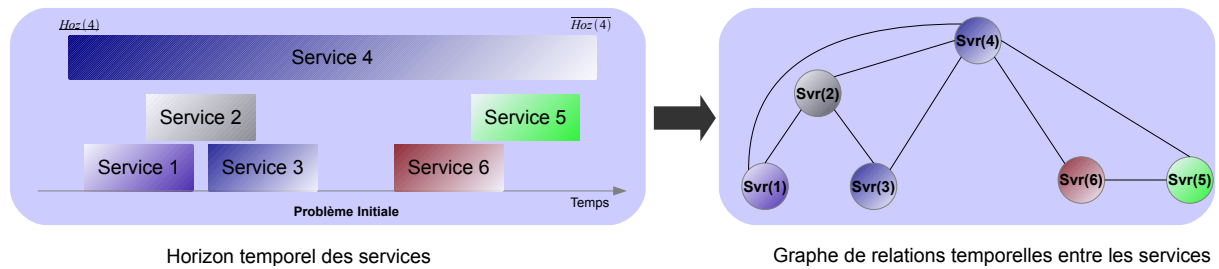 Hoz(4)
Hoz(4)
Service 4
Service 2
Service 5
Service 1
Service 3
Service 6
Temps
Problème Initiale
Horizon temporel des services
Svr(4)
Svr(2)
Svr(1)
Svr(3)
Svr(6)
Svr(5)
Graphe de relations temporelles entre les services